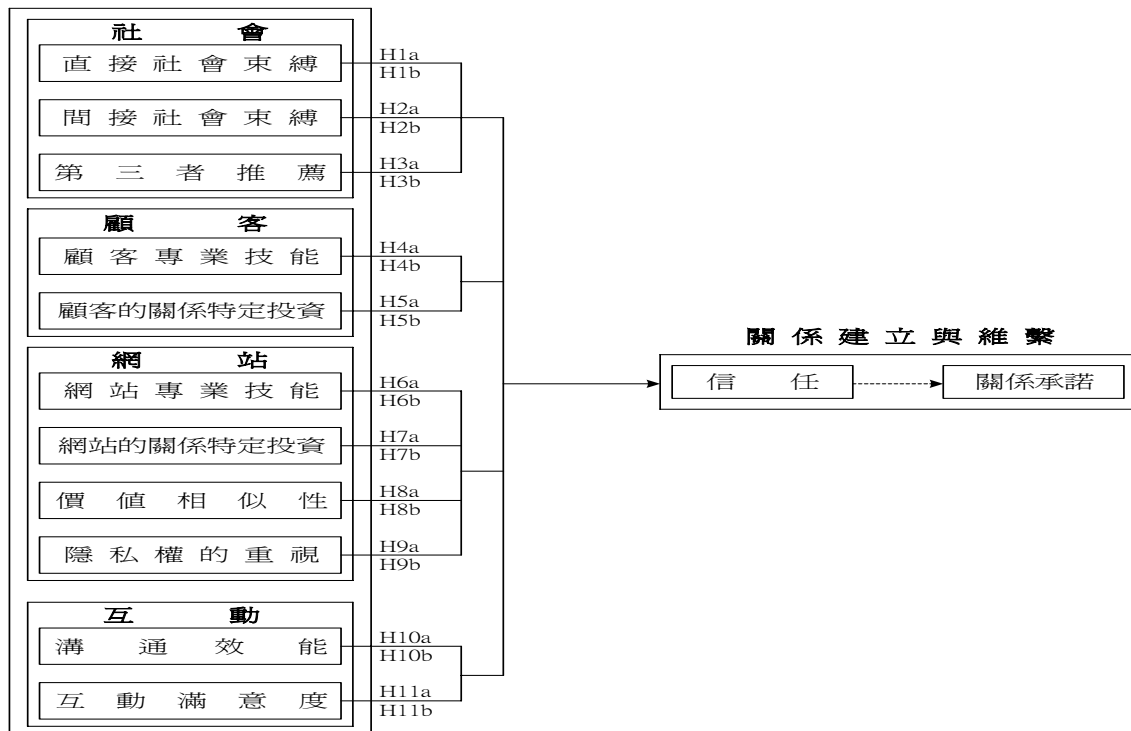 社會
直接社會束縛
H1a
H1b
間接社會束縛
H2a
H2b
第三者推薦
H3a
H3b
顧客
顧客專業技能
H4a
H4b
顧客的關係特定投資
H5a
H5b
網站
網站專業技能
H6a
H6b
網站的關係特定投資
H7a
H7b
價值相似性
H8a
H8b
隱私權的重視
H9a
H9b
互動
溝通效能
H10a
H10b
互動滿意度
H11a
H11b
關係建立與維繫
信任
關係承諾